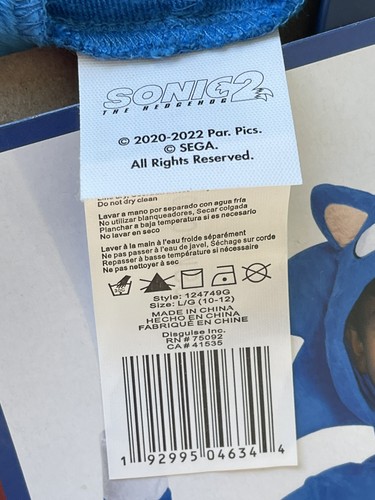 SONIC 2
THE HEDGEHOG
© 2020-2022 Par. Pics.
© SEGA.
All Rights Reserved.
Do not dry clean
Lavar a mano por separado con agua fria
No utilizar blanqueadores, Secar colgada
Planchar a baja temperatura si es necesario
No lavar en seco
Laver à la main à l'eau froide séparément
Ne pas passer à l'eau de javel, Séchage sur corde
Repasser à basse température si nécessaire
Ne pas nettoyer à sec
Style: 124749G
Size: L/G (10-12)
MADE IN CHINA
HECHO EN CHINA
FABRIQUÉ EN CHINE
Disguise Inc.
RN # 75092
CA # 41535
1 92995 04634 4